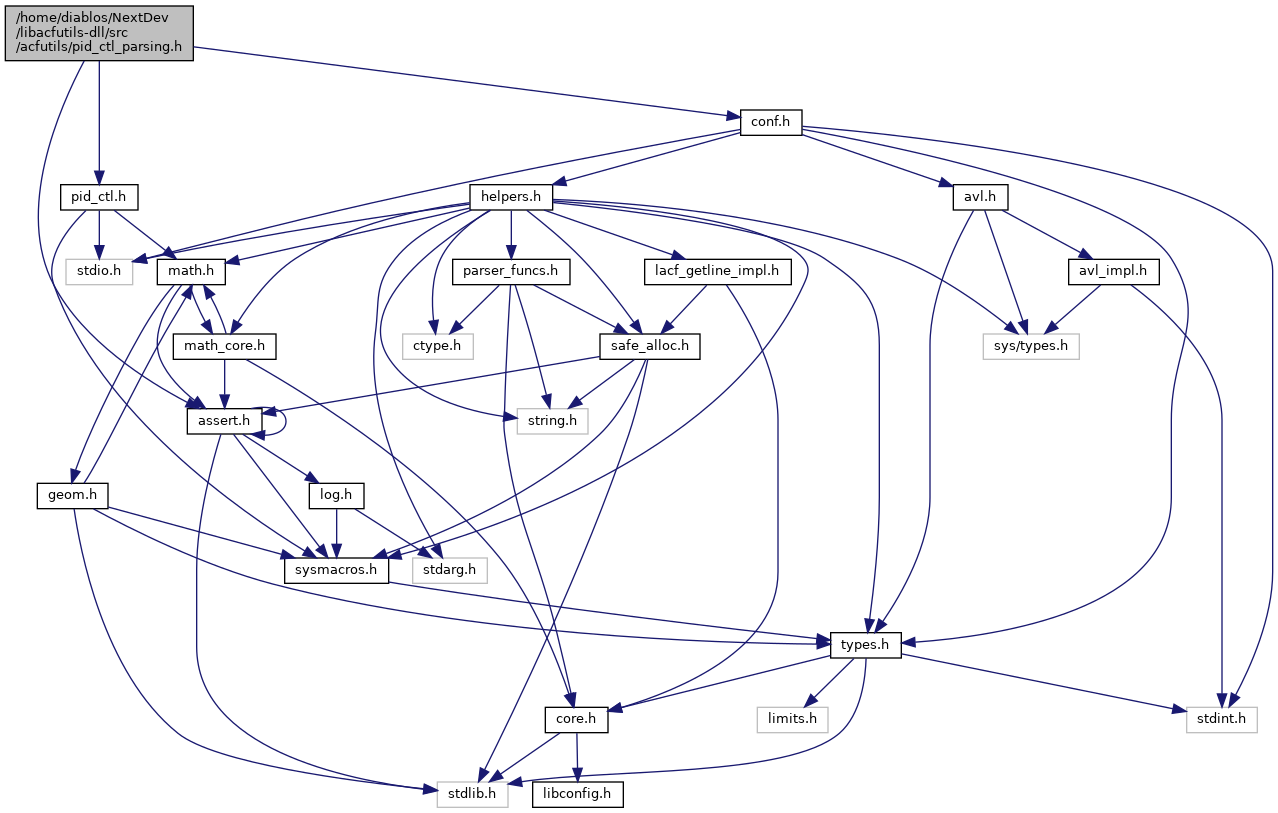 /home/diablos/NextDev
/libacfutils-dll/src
/acfutils/pid_ctl_parsing.h
conf.h
pid_ctl.h
helpers.h
avl.h
stdio.h
math.h
parser_funcs.h
lacf_getline_impl.h
avl_impl.h
math_core.h
ctype.h
safe_alloc.h
sys/types.h
assert.h
string.h
geom.h
log.h
sysmacros.h
stdarg.h
types.h
core.h
limits.h
stdint.h
stdlib.h
libconfig.h